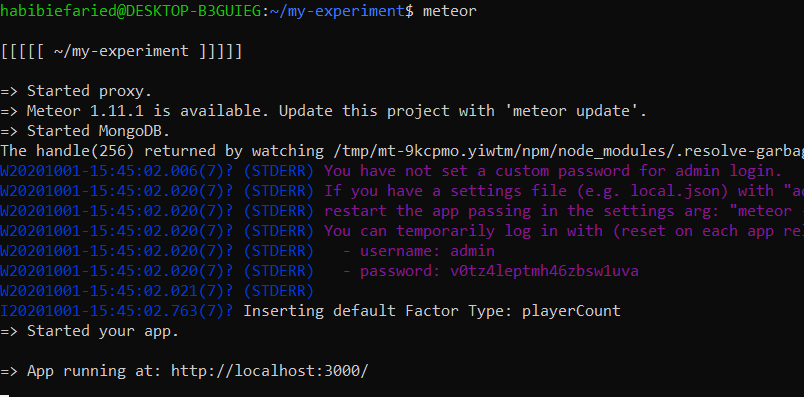 habibiefaried@DESKTOP-B3GUIEG:~/my-experiment$ meteor
[[[[[ ~/my-experiment ]]]]]
=> Started proxy.
=> Meteor 1.11.1 is available. Update this project with 'meteor update'.
=> Started MongoDB.
The handle(256) returned by watching /tmp/mt-9kcpmo.yiwtm/npm/node_modules/.resolve-garbag
W20201001-15:45:02.006(7)? (STDERR) You have not set a custom password for admin login.
W20201001-15:45:02.020(7)? (STDERR) If you have a settings file (e.g. local.json) with "ad
W20201001-15:45:02.020(7)? (STDERR) restart the app passing in the settings arg: "meteor
W20201001-15:45:02.020(7)? (STDERR) You can temporarily log in with (reset on each app rel
W20201001-15:45:02.020(7)? (STDERR)   - username: admin
W20201001-15:45:02.020(7)? (STDERR)   - password: v0tz4leptmh46zbsw1uva
W20201001-15:45:02.021(7)? (STDERR)
I20201001-15:45:02.763(7)? Inserting default Factor Type: playerCount
=> Started your app.
=> App running at: http://localhost:3000/